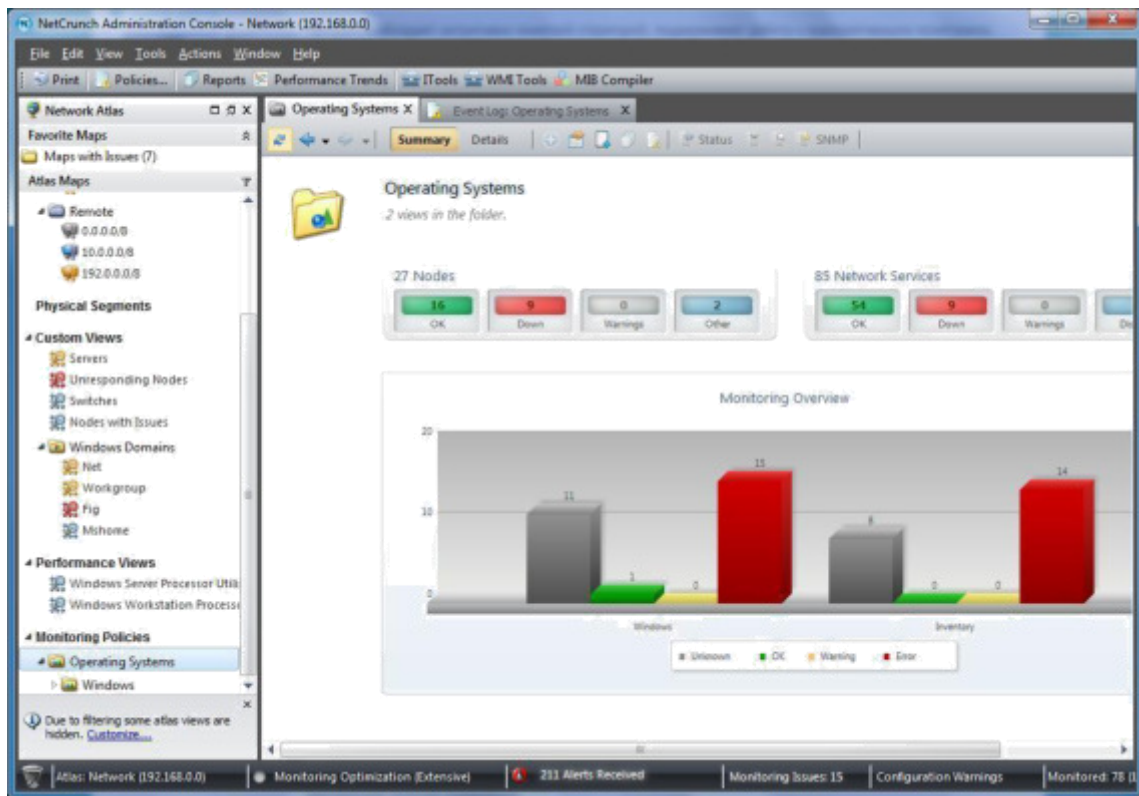 NetCrunch Administration Console - Network (192.168.0.0)
File Edit View Tools Actions Window Help
Print Policies... Reports Performance Trends ITools WMI Tools MIB Compiler
Network Atlas
Favorite Maps
Maps with Issues (7)
Atlas Maps
Remote
0.0.0.0/8
10.0.0.0/8
192.0.0.0/8
Physical Segments
Custom Views
Servers
Unresponding Nodes
Switches
Nodes with Issues
Windows Domains
Net
Workgroup
Fig
Mshome
Performance Views
Windows Server Processor Utili
Windows Workstation Processo
Monitoring Policies
Operating Systems
Windows
Due to filtering some atlas views are
hidden. Customize....
Operating Systems X Event Log: Operating Systems X
Summary Details Status SNMP
Operating Systems
2 views in the folder.
27 Nodes 85 Network Services
16 9 0 2 54 9 0
OK Down Warnings Other OK Down Warnings
Monitoring Overview
20
15
14
11
10
1 0 0 0
0
Windows Inventory
Unknown OK Warning Error
Atlas: Network (192.168.0.0) Monitoring Optimization (Extensive) 211 Alerts Received Monitoring Issues: 15 Configuration Warnings Monitored: 78